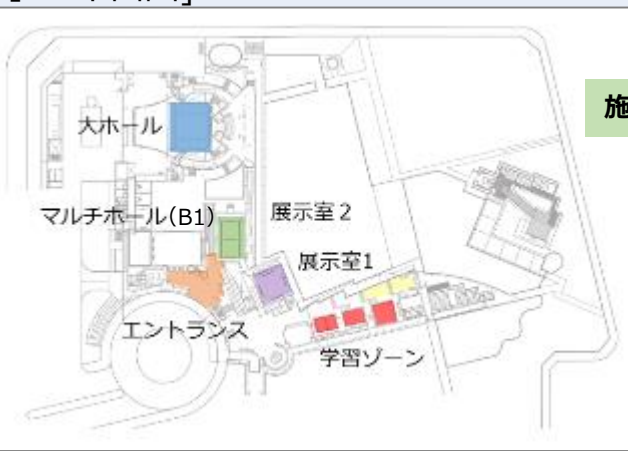 施
大ホール
マルチホール(B1)
展示室2
展示室1
エントランス
学習ゾーン